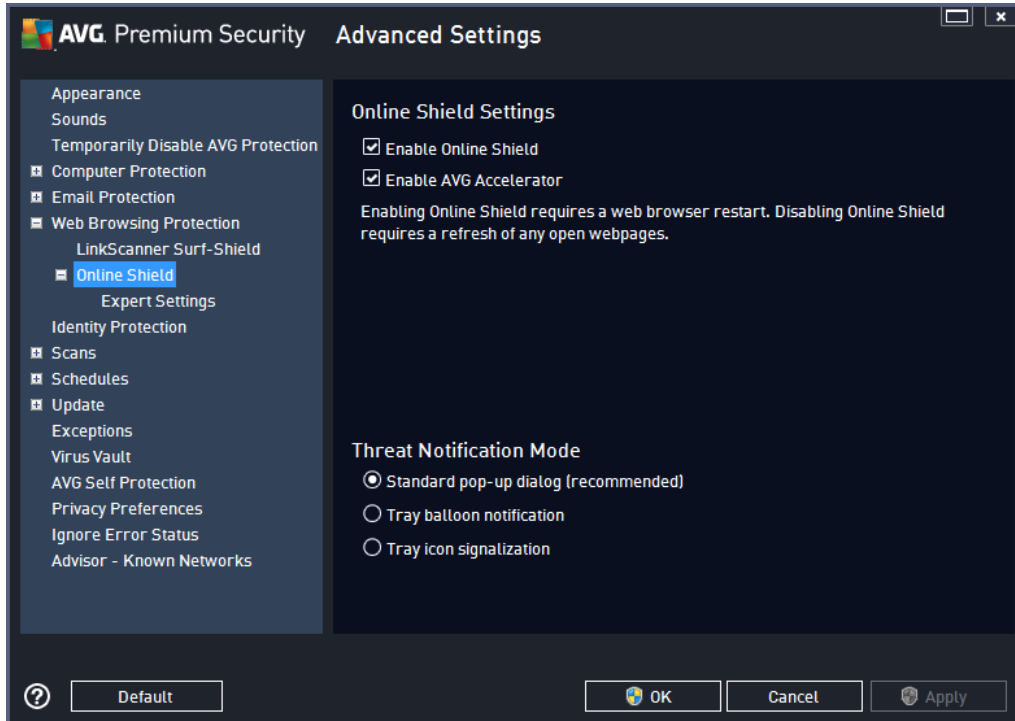 AVG. Premium Security
Advanced Settings
Appearance
Sounds
Temporarily Disable AVG Protection
Computer Protection
Email Protection
Web Browsing Protection
LinkScanner Surf-Shield
Online Shield
Expert Settings
Identity Protection
Scans
Schedules
Update
Exceptions
Virus Vault
AVG Self Protection
Privacy Preferences
Ignore Error Status
Advisor - Known Networks
Online Shield Settings
Enable Online Shield
Enable AVG Accelerator
Enabling Online Shield requires a web browser restart. Disabling Online Shield
requires a refresh of any open webpages.
Threat Notification Mode
Standard pop-up dialog (recommended)
Tray balloon notification
Tray icon signalization
Default
OK
Cancel
Apply